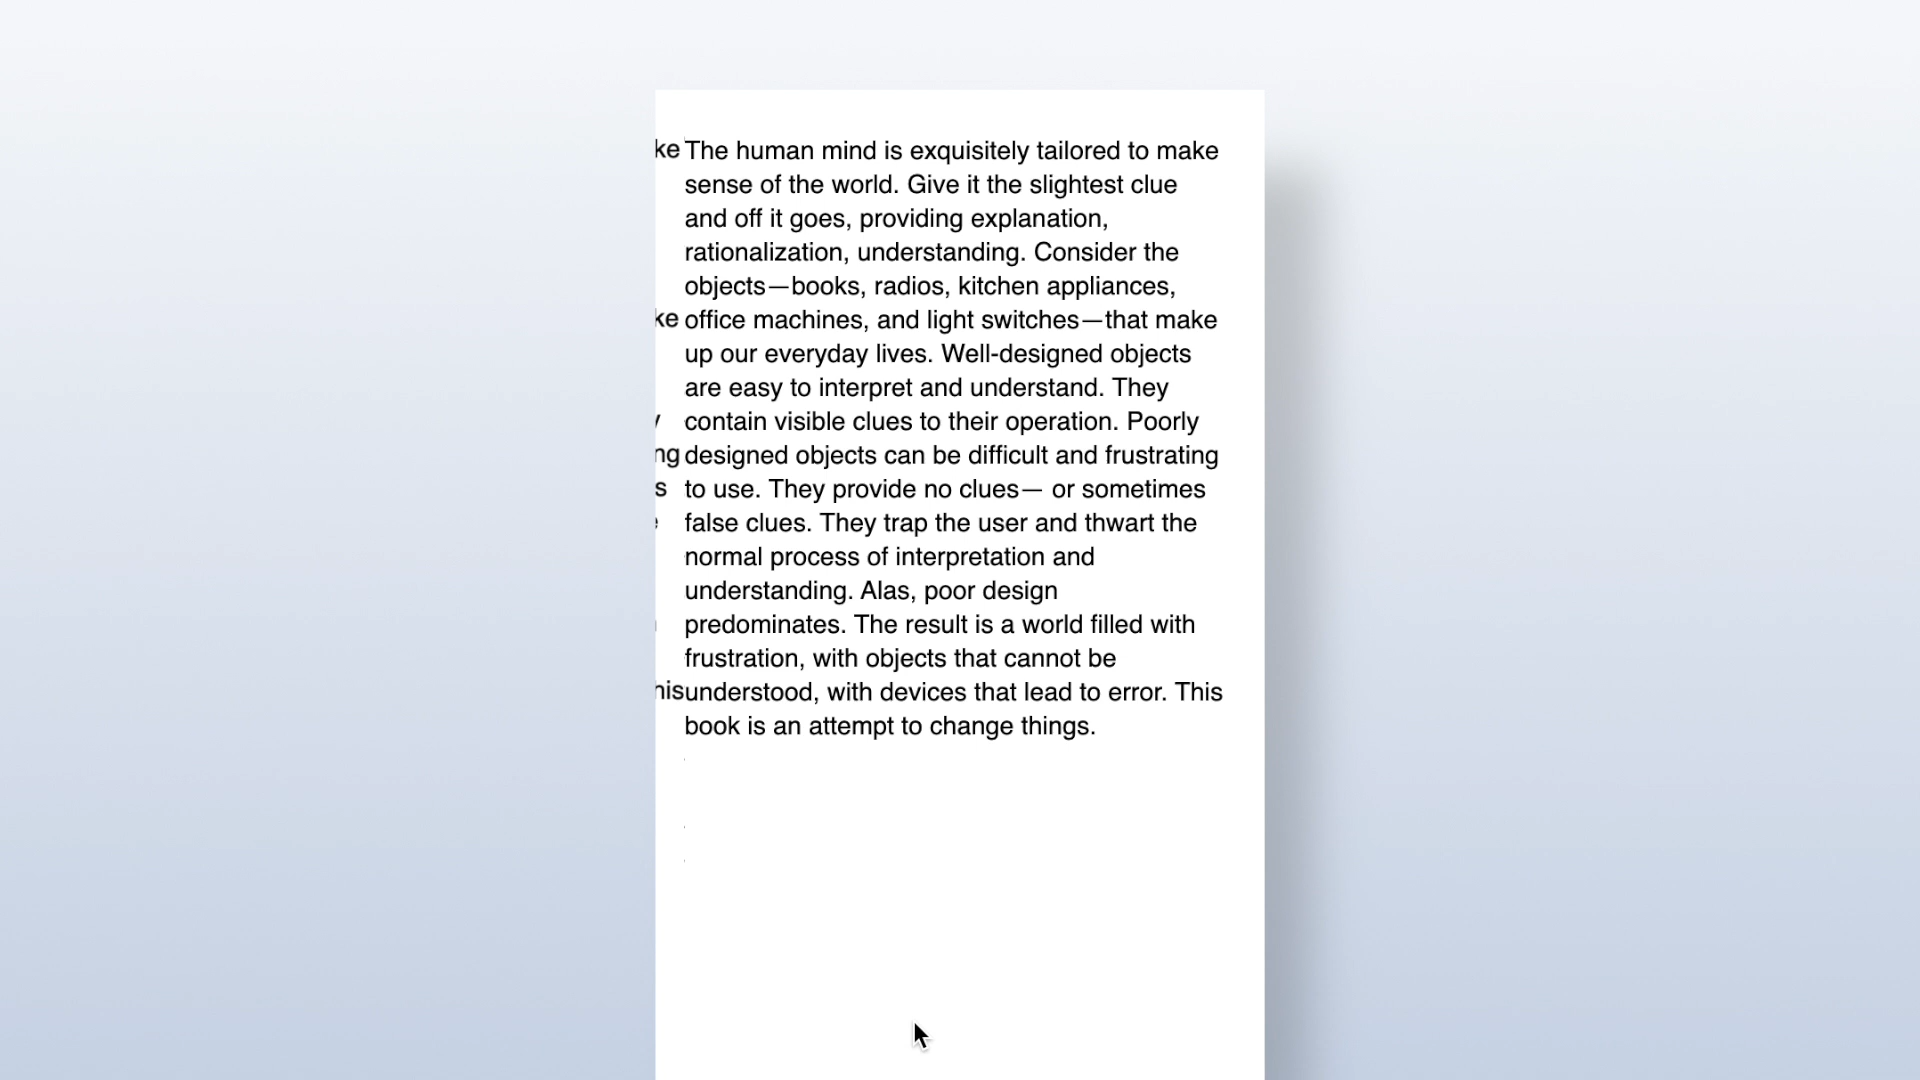 The human mind is exquisitely tailored to make
sense of the world. Give it the slightest clue
and off it goes, providing explanation,
rationalization, understanding. Consider the
objects—books, radios, kitchen appliances,
office machines, and light switches—that make
up our everyday lives. Well-designed objects
are easy to interpret and understand. They
contain visible clues to their operation. Poorly
designed objects can be difficult and frustrating
to use. They provide no clues— or sometimes
false clues. They trap the user and thwart the
normal process of interpretation and
understanding. Alas, poor design
predominates. The result is a world filled with
frustration, with objects that cannot be
understood, with devices that lead to error. This
book is an attempt to change things.